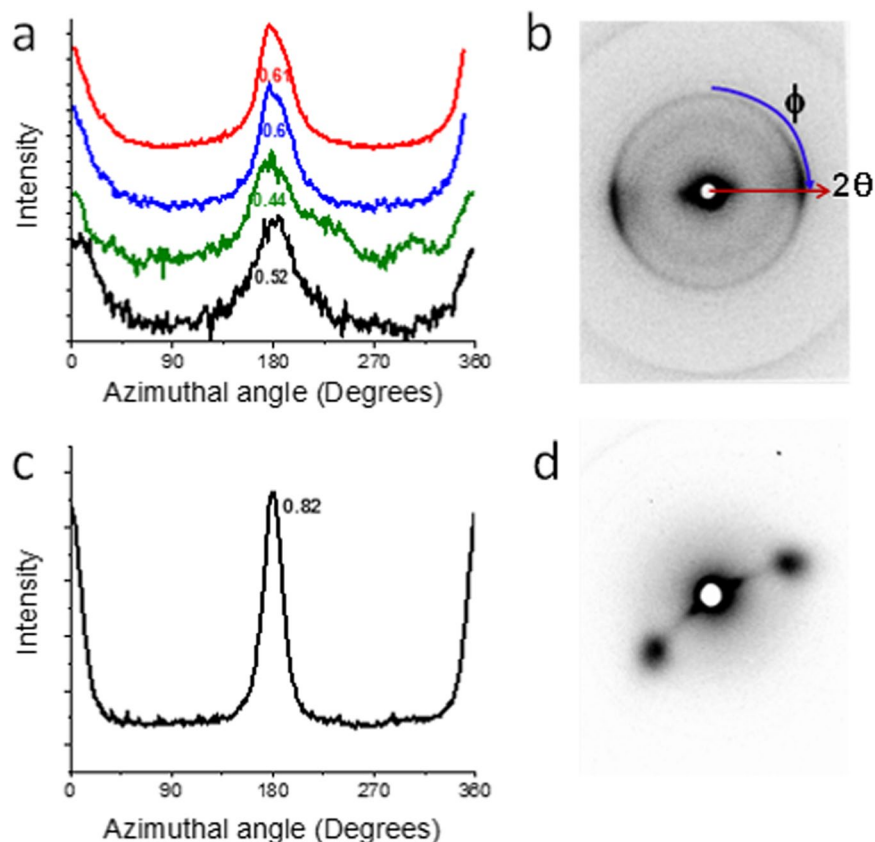 a
0.61
0.6
0.44
0.52
Intensity
0 90 180 270 360
Azimuthal angle (Degrees)
b
ϕ
2θ
c
0.82
Intensity
0 90 180 270 360
Azimuthal angle (Degrees)
d